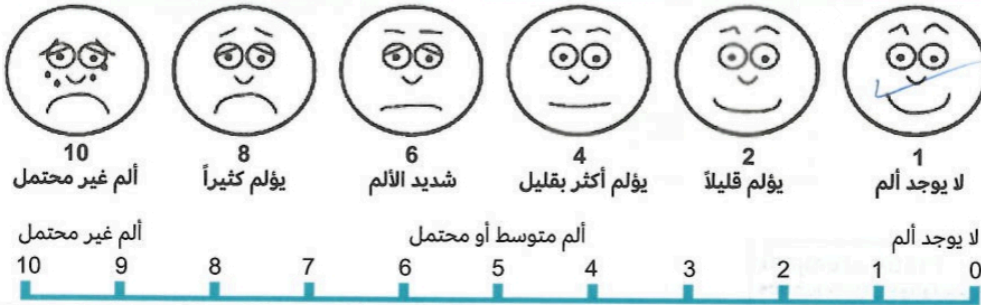 1 2 4 6 8 10
لا يوجد ألم يؤلم قليلاً يؤلم أكثر بقليل شديد الألم يؤلم كثيراً ألم غير محتمل
لا يوجد ألم ألم متوسط أو محتمل ألم غير محتمل
0 1 2 3 4 5 6 7 8 9 10